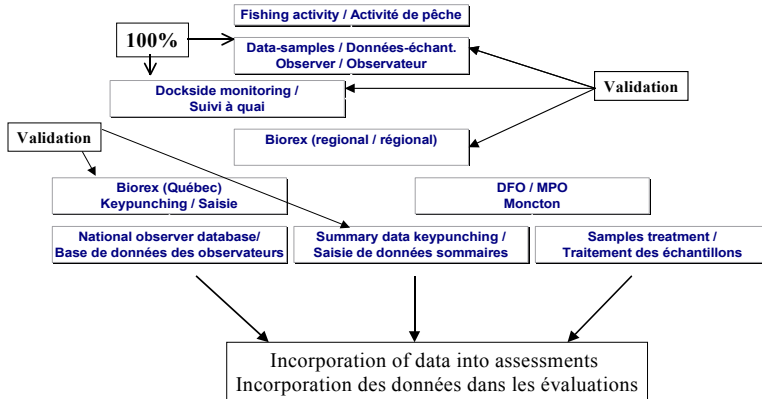 Fishing activity / Activité de pêche
100%
Data-samples / Données-échant.
Observer / Observateur
Dockside monitoring /
Suivi à quai
Validation
Validation
Biorex (regional / régional)
Biorex (Québec)
Keypunching / Saisie
DFO / MPO
Moncton
National observer database/
Base de données des observateurs
Summary data keypunching /
Saisie de données sommaires
Samples treatment /
Traitement des échantillons
Incorporation of data into assessments
Incorporation des données dans les évaluations